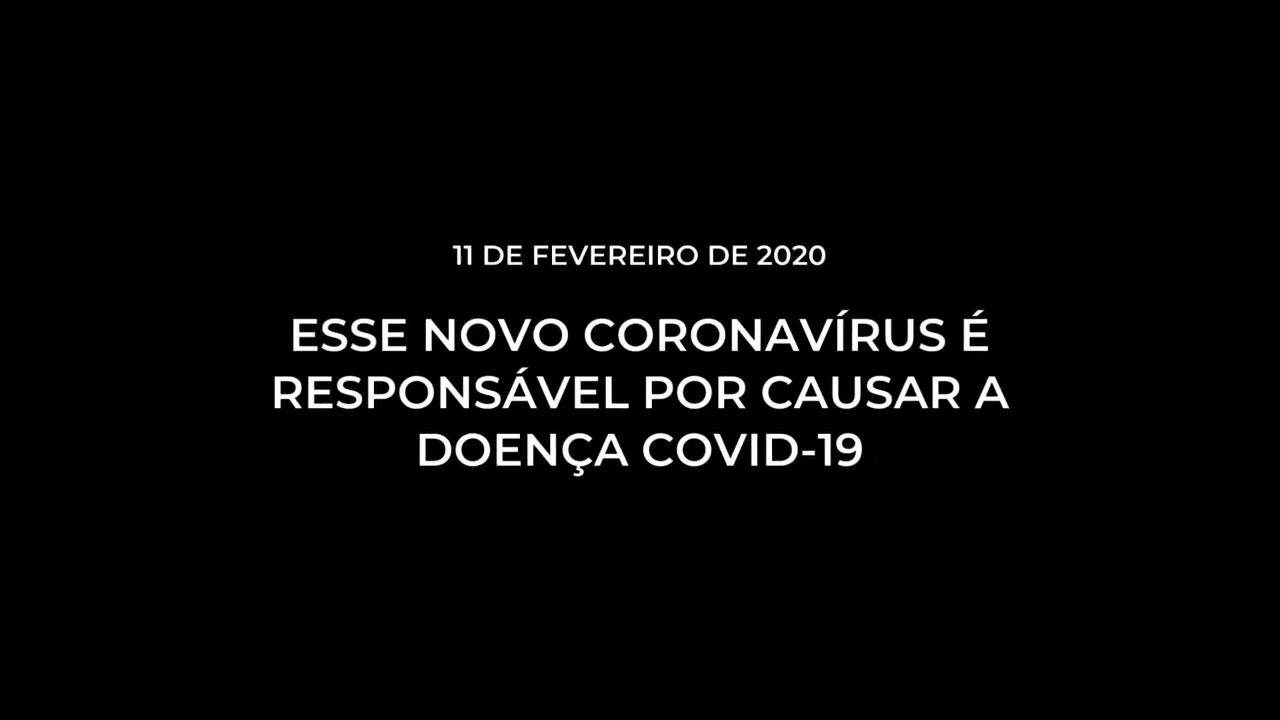 11 DE FEVEREIRO DE 2020
ESSE NOVO CORONAVÍRUS É
RESPONSÁVEL POR CAUSAR A
DOENÇA COVID-19